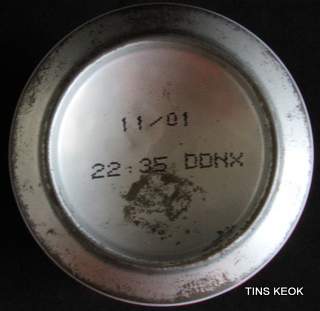 11/01
22:35 DDNX
TINS KEOK